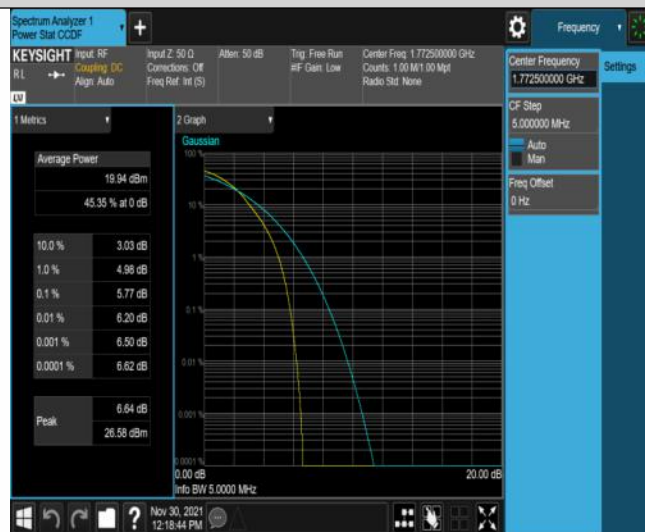 Spectrum Analyzer 1
Power Stat CCDF
+
Frequency
KEYSIGHT
RL
LXI
Input: RF
Coupling: DC
Align: Auto
Input Z: 50 Ω
Corrections: Off
Freq Ref: Int (S)
Atten: 50 dB
Trig: Free Run
#IF Gain: Low
Center Freq: 1.772500000 GHz
Counts: 1.00 M/1.00 Mpt
Radio Std: None
Center Frequency
1.772500000 GHz
Settings
CF Step
5.000000 MHz
Auto
Man
Freq Offset
0 Hz
1 Metrics
Average Power
19.94 dBm
45.35 % at 0 dB
10.0 % 3.03 dB
1.0 % 4.98 dB
0.1 % 5.77 dB
0.01 % 6.20 dB
0.001 % 6.50 dB
0.0001 % 6.62 dB
Peak
6.64 dB
26.58 dBm
2 Graph
Gaussian
100 %
10 %
1 %
0.1 %
0.01 %
0.001 %
0.0001 %
0.00 dB 20.00 dB
Info BW 5.0000 MHz
?
Nov 30, 2021
12:18:44 PM